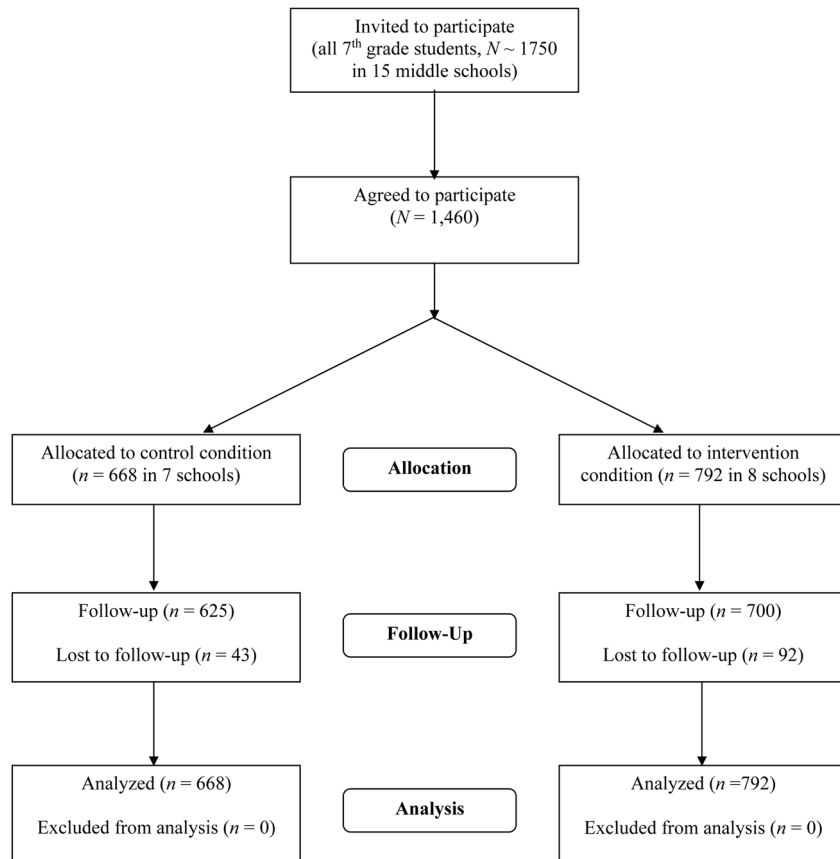 Invited to participate
(all 7th grade students, N ~ 1750
in 15 middle schools)
Agreed to participate
(N = 1,460)
Allocated to control condition
(n = 668 in 7 schools)
Allocation
Allocated to intervention
condition (n = 792 in 8 schools)
Follow-up (n = 625)
Lost to follow-up (n = 43)
Follow-Up
Follow-up (n = 700)
Lost to follow-up (n = 92)
Analyzed (n = 668)
Excluded from analysis (n = 0)
Analysis
Analyzed (n =792)
Excluded from analysis (n = 0)